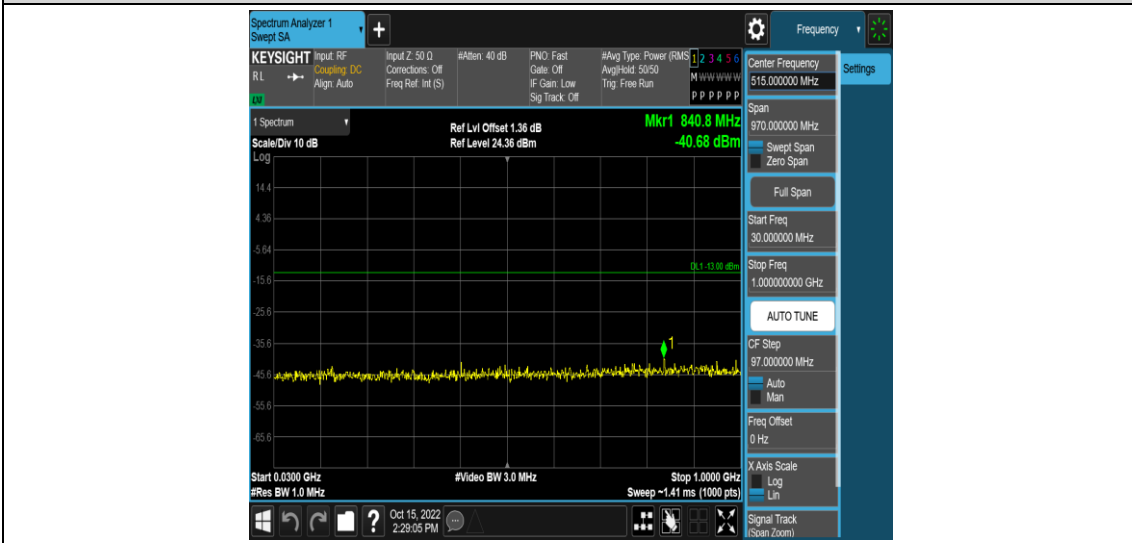 Spectrum Analyzer 1
Swept SA
+
Frequency
KEYSIGHT
Input: RF
Coupling: DC
Align: Auto
Input Z: 50 Ω
Corrections: Off
Freq Ref: Int (S)
#Atten: 40 dB
PNO: Fast
Gate: Off
IF Gain: Low
Sig Track: Off
#Avg Type: Power (RMS
Avg|Hold: 50/50
Trig: Free Run
1 2 3 4 5 6
M W W W W W
P P P P P P
R L
LXI
Center Frequency
515.000000 MHz
Settings
Span
970.000000 MHz
Swept Span
Zero Span
Full Span
Start Freq
30.000000 MHz
Stop Freq
1.000000000 GHz
AUTO TUNE
CF Step
97.000000 MHz
Auto
Man
Freq Offset
0 Hz
X Axis Scale
Log
Lin
Signal Track
(Span Zoom)
1 Spectrum
Scale/Div 10 dB
Log
Ref Lvl Offset 1.36 dB
Ref Level 24.36 dBm
Mkr1 840.8 MHz
-40.68 dBm
14.4
4.36
-5.64
DL1 -13.00 dBm
-15.6
-25.6
-35.6
1
-45.6
-55.6
-65.6
Start 0.0300 GHz
#Video BW 3.0 MHz
Stop 1.0000 GHz
#Res BW 1.0 MHz
Sweep ~1.41 ms (1000 pts)
?
Oct 15, 2022
2:29:05 PM